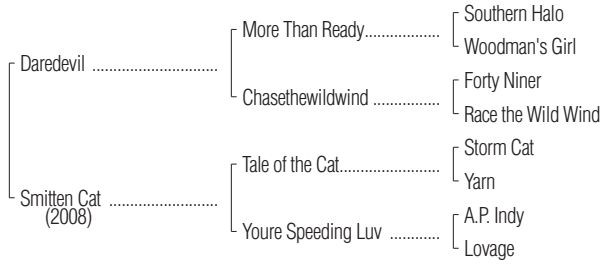 Southern Halo
More Than Ready..................
Woodman's Girl
Daredevil ..............................
Forty Niner
Chasethewildwind ................
Race the Wild Wind
Storm Cat
Tale of the Cat........................
Yarn
Smitten Cat ..........................
(2008)
A.P. Indy
Youre Speeding Luv ............
Lovage